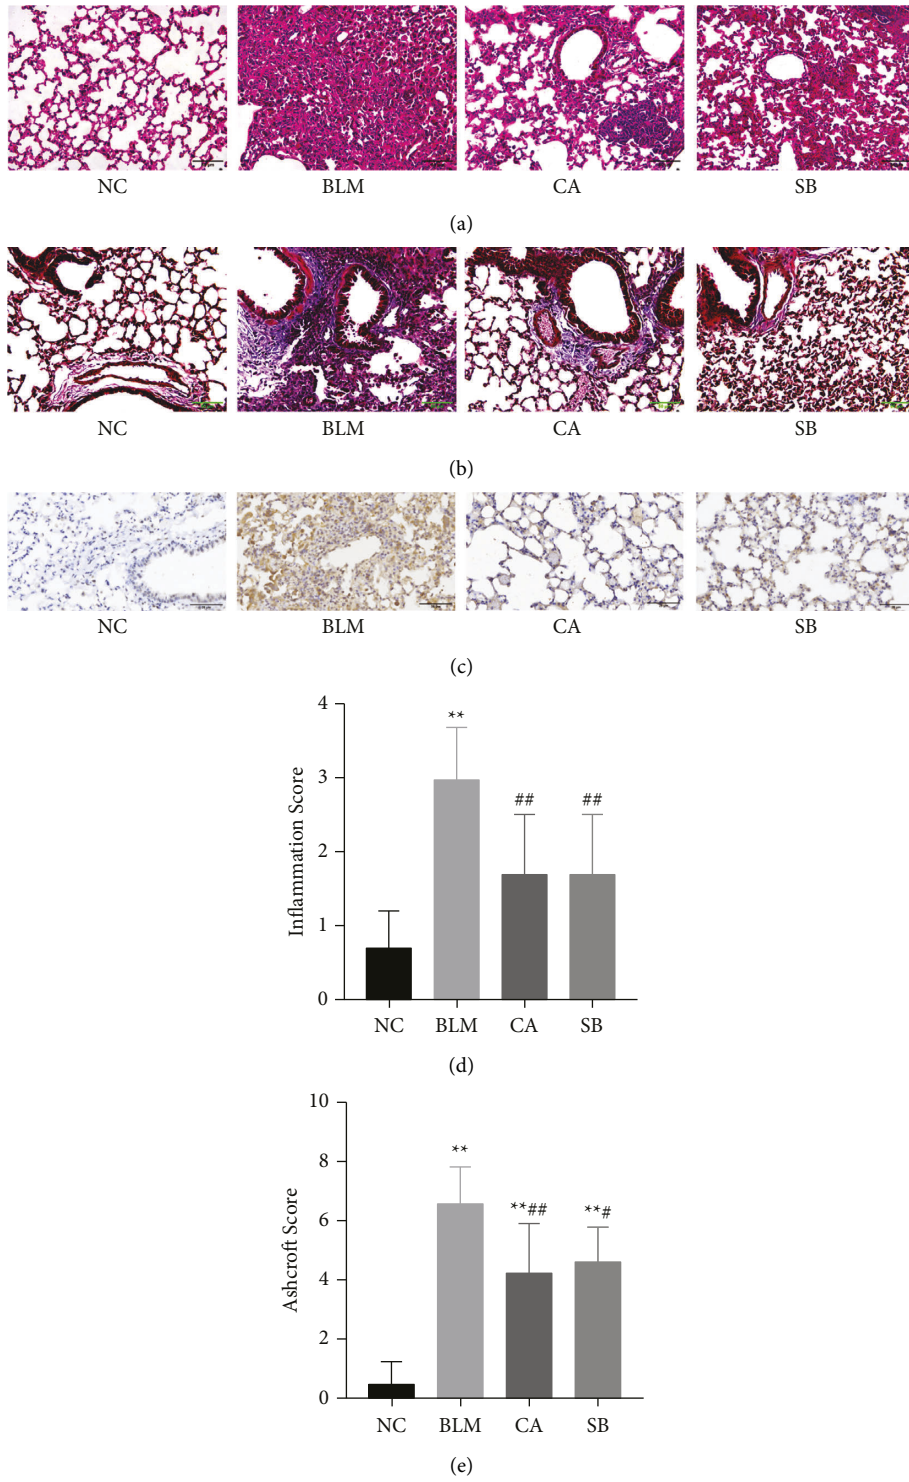 NC BLM CA SB
(a)
NC BLM CA SB
(b)
NC BLM CA SB
(c)
4
3
2
1
0
Inflammation Score
**
##
##
NC BLM CA SB
(d)
10
8
6
4
2
0
Ashcroft Score
**
**##
**#
NC BLM CA SB
(e)